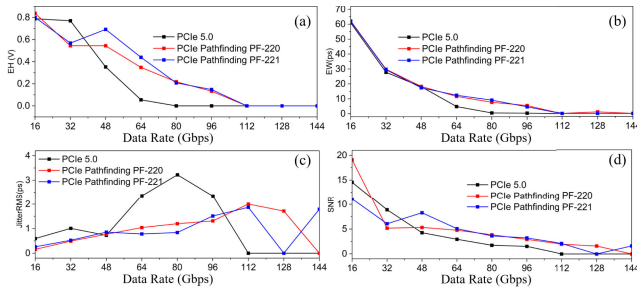 (a)
PCIe 5.0
PCIe Pathfinding PF-220
PCIe Pathfinding PF-221
EH (V)
0.8
0.6
0.4
0.2
0.0
16 32 48 64 80 96 112 128 144
Data Rate (Gbps)
(b)
PCIe 5.0
PCIe Pathfinding PF-220
PCIe Pathfinding PF-221
EW(ps)
70
60
50
40
30
20
10
0
16 32 48 64 80 96 112 128 144
Data Rate (Gbps)
(c)
PCIe 5.0
PCIe Pathfinding PF-220
PCIe Pathfinding PF-221
JitterRMS(ps)
4
3
2
1
0
16 32 48 64 80 96 112 128 144
Data Rate (Gbps)
(d)
PCIe 5.0
PCIe Pathfinding PF-220
PCIe Pathfinding PF-221
SNR
20
15
10
5
0
16 32 48 64 80 96 112 128 144
Data Rate (Gbps)